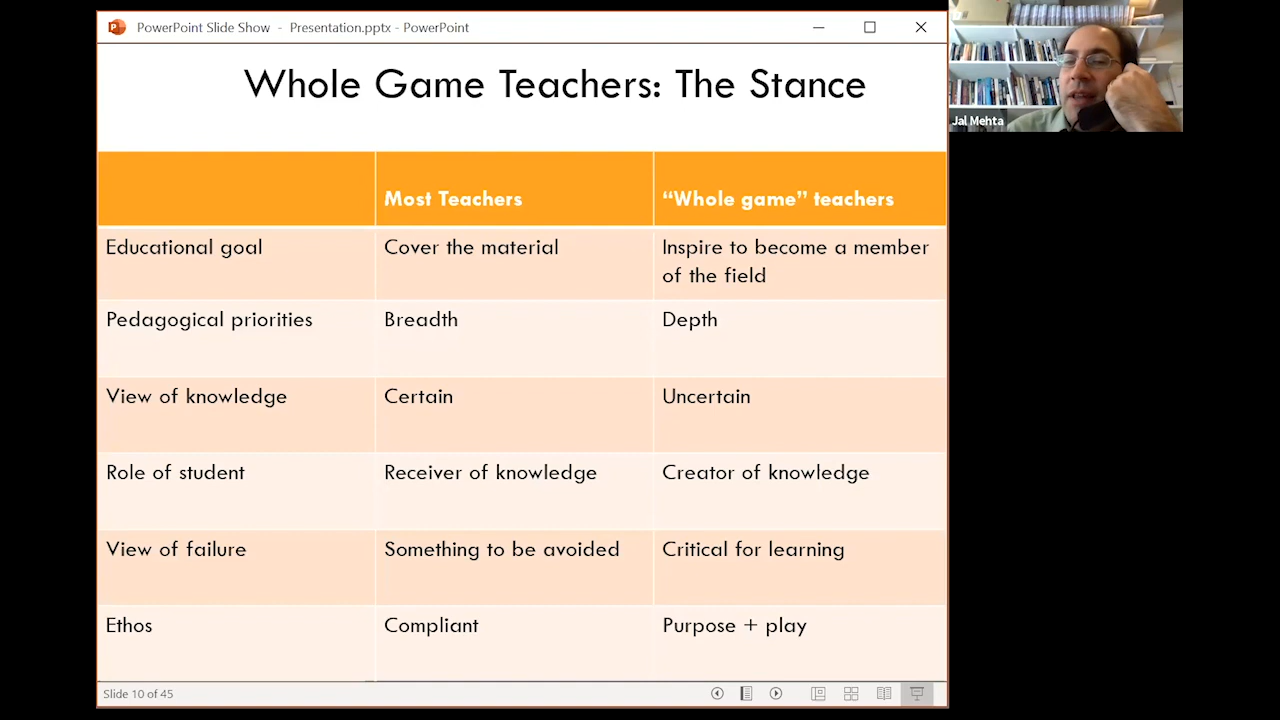 PowerPoint Slide Show - Presentation.pptx - PowerPoint
Whole Game Teachers: The Stance
Most Teachers
“Whole game” teachers
Educational goal
Cover the material
Inspire to become a member
of the field
Pedagogical priorities
Breadth
Depth
View of knowledge
Certain
Uncertain
Role of student
Receiver of knowledge
Creator of knowledge
View of failure
Something to be avoided
Critical for learning
Ethos
Compliant
Purpose + play
Slide 10 of 45
Jal Mehta